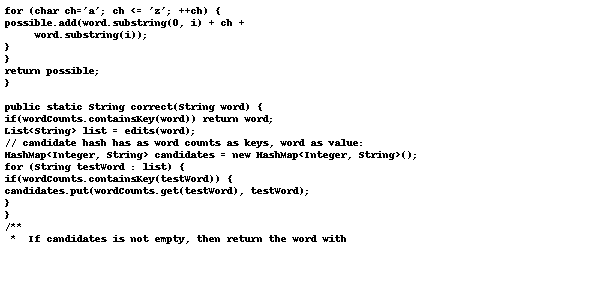 for (char ch='a'; ch <= 'z'; ++ch) {
possible.add(word.substring(0, i) + ch +
word.substring(i));
}
}
return possible;
}
public static String correct(String word) {
if(wordCounts.containsKey(word)) return word;
List<String> list = edits(word);
// candidate hash has as word counts as keys, word as value:
HashMap<Integer, String> candidates = new HashMap<Integer, String>();
for (String testWord : list) {
if(wordCounts.containsKey(testWord)) {
candidates.put(wordCounts.get(testWord), testWord);
}
}
/**
* If candidates is not empty, then return the word with